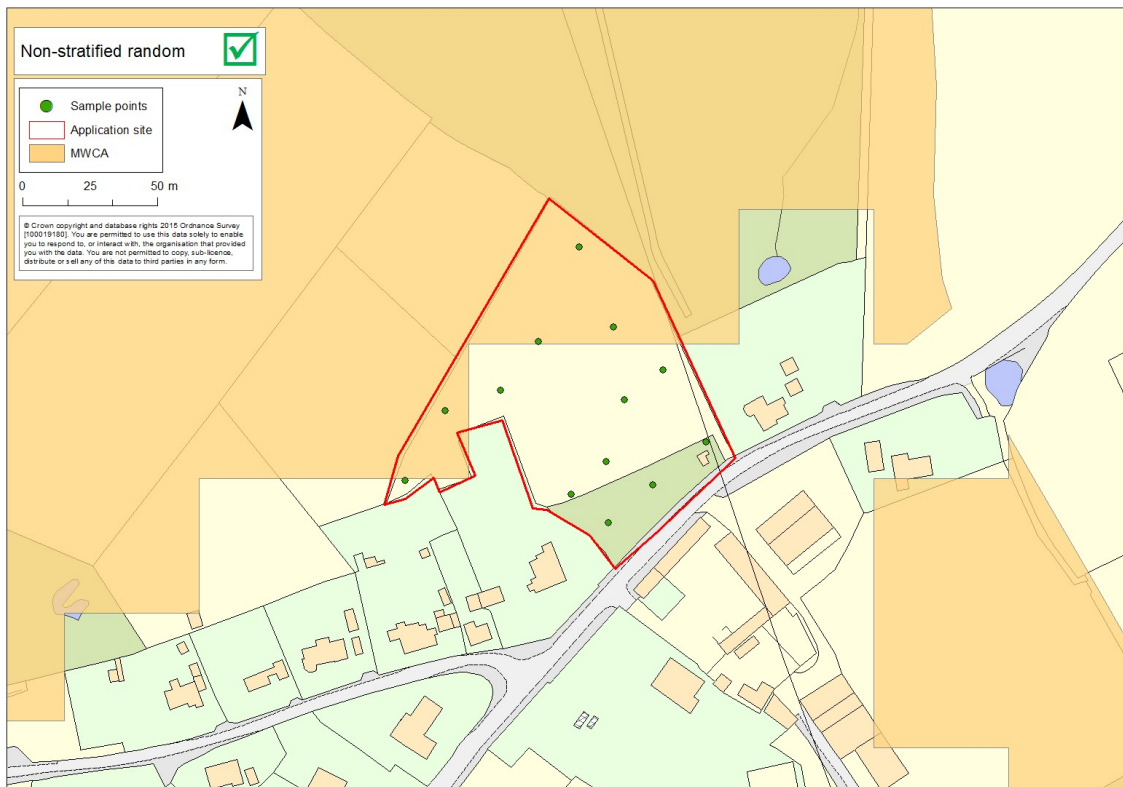 Non-stratified random
N
Sample points
Application site
MWCA
0 25 50 m
© Crown copyright and database rights 2015 Ordnance Survey
[100019180]. You are permitted to use this data solely to enable
you to respond to, or interact with, the organisation that provided
you with the data. You are not permitted to copy, sub-licence,
distribute or sell any of this data to third parties in any form.